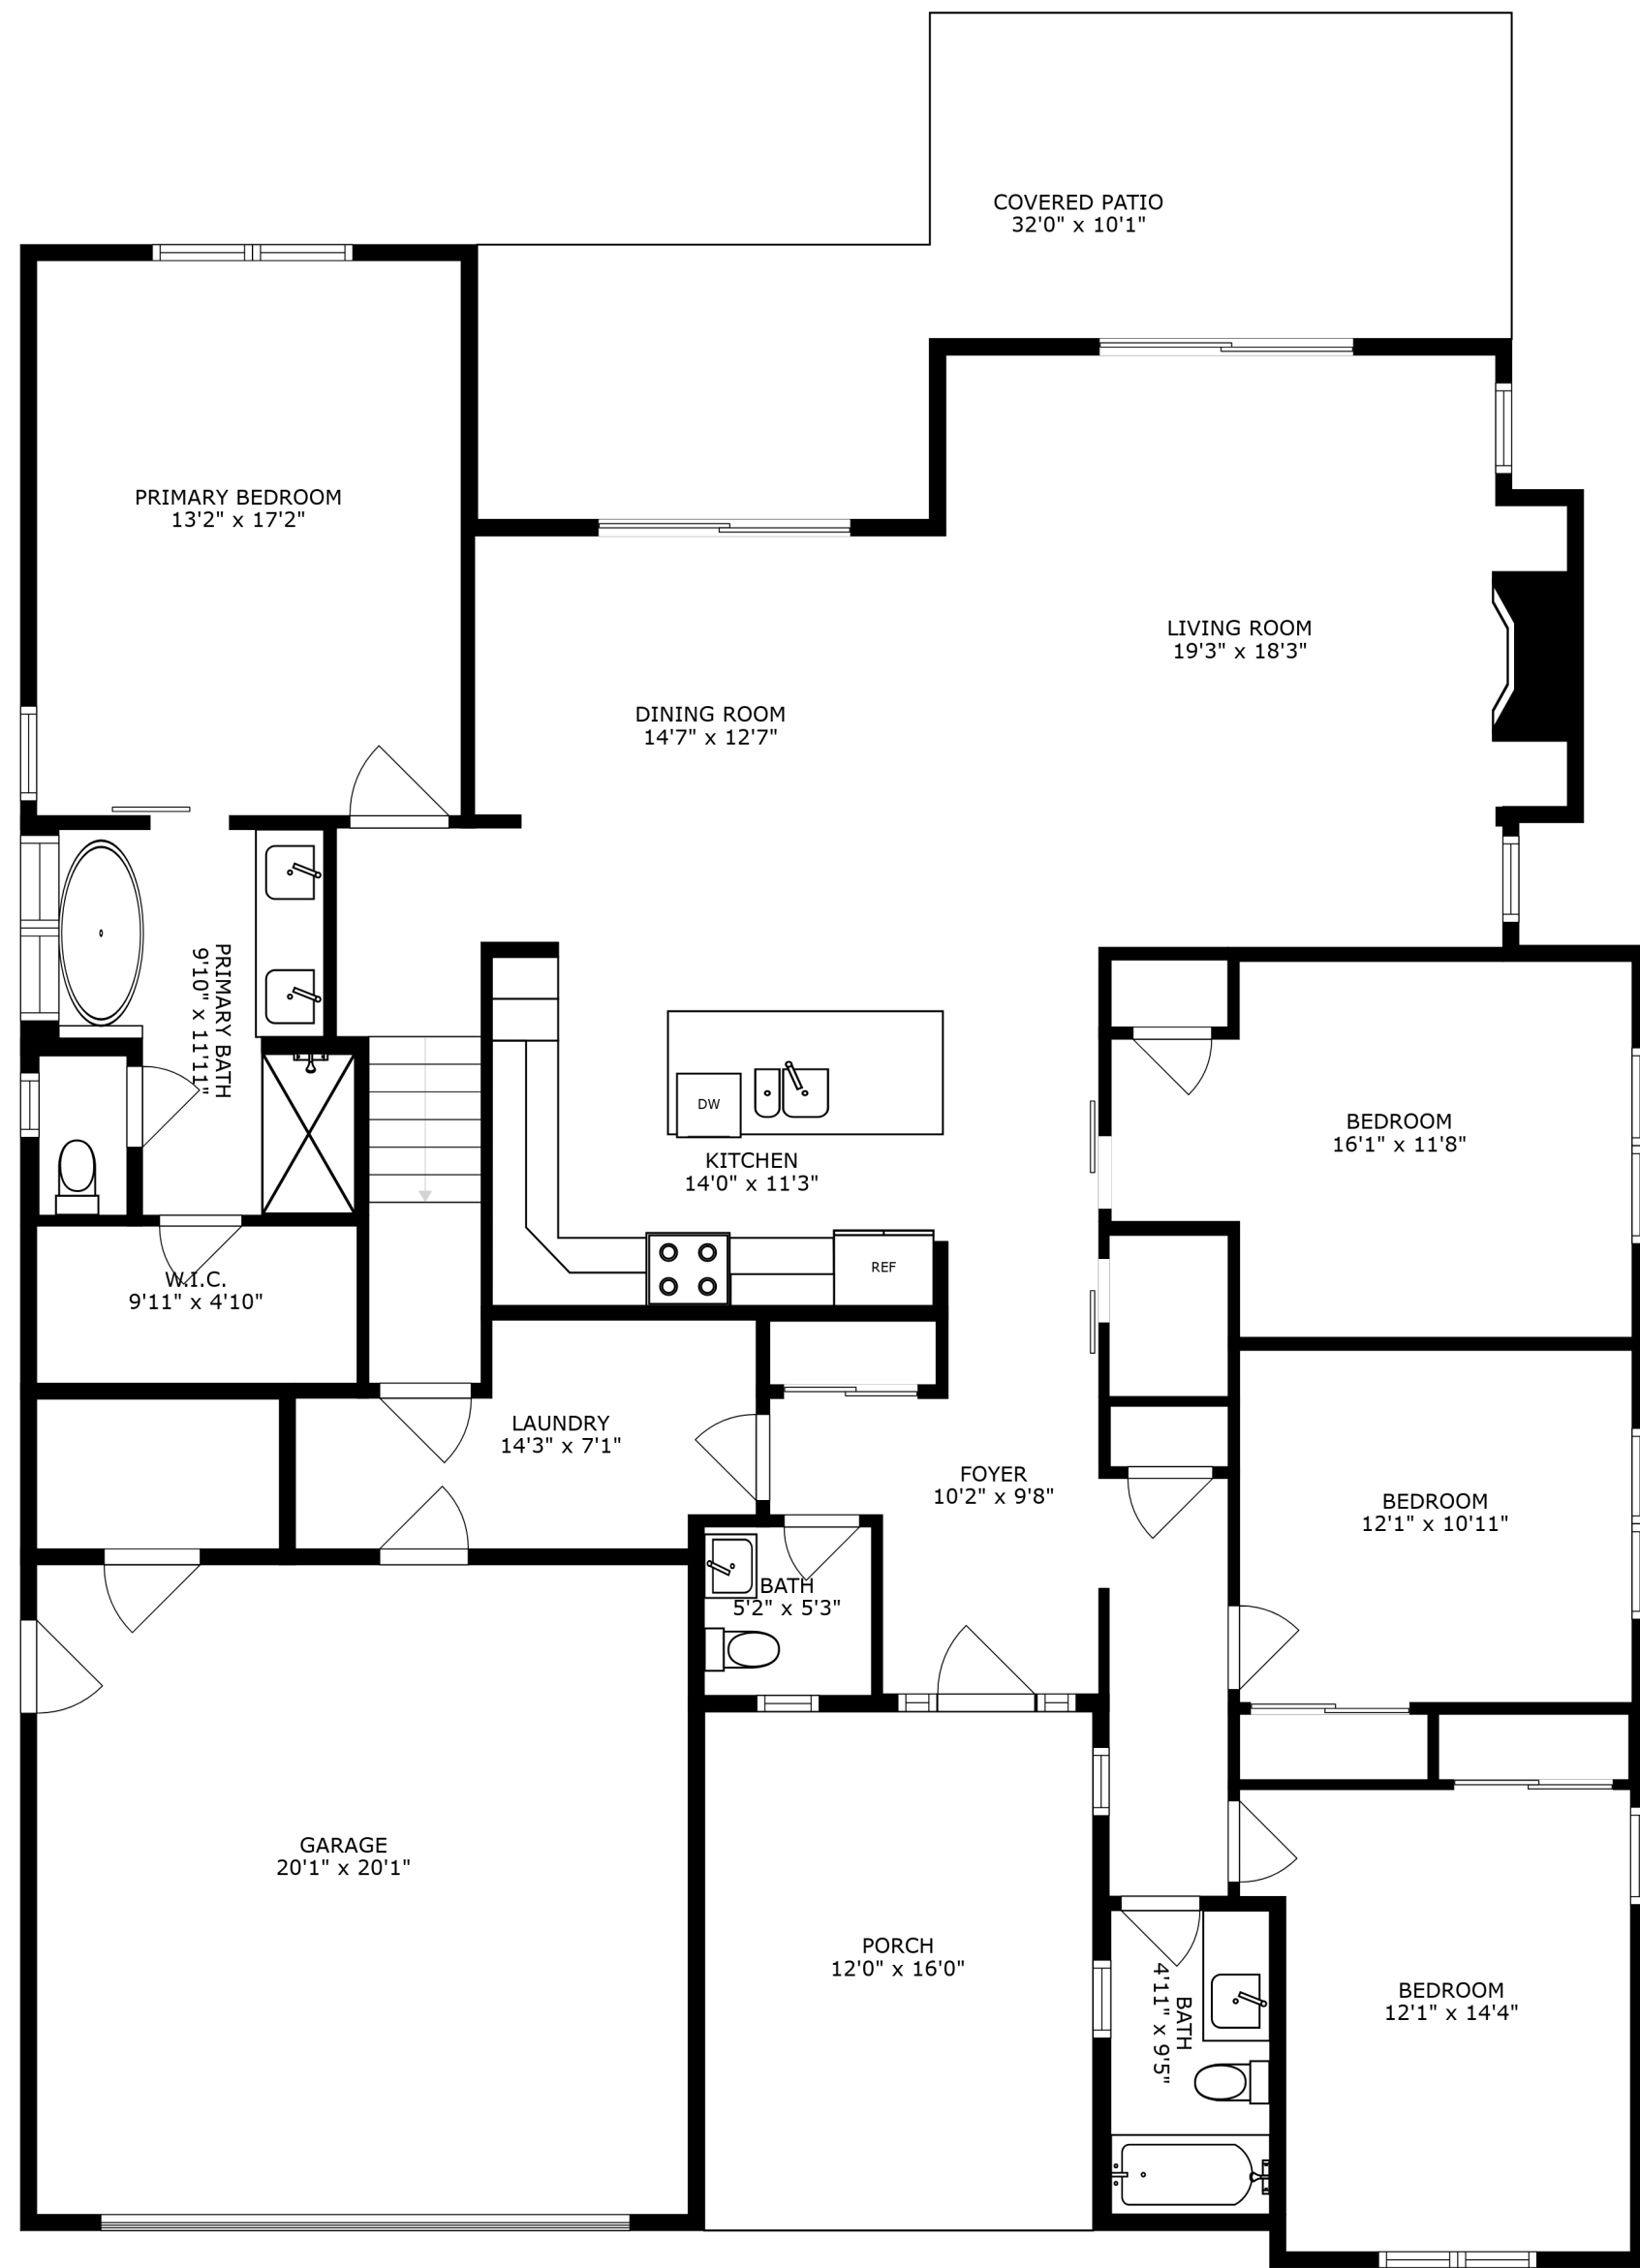 COVERED PATIO
32'0" x 10'1"
PRIMARY BEDROOM
13'2" x 17'2"
LIVING ROOM
19'3" x 18'3"
DINING ROOM
14'7" x 12'7"
PRIMARY BATH
9'10" x 11'11"
DW
BEDROOM
16'1" x 11'8"
KITCHEN
14'0" x 11'3"
REF
W.I.C.
9'11" x 4'10"
LAUNDRY
14'3" x 7'1"
FOYER
10'2" x 9'8"
BEDROOM
12'1" x 10'11"
BATH
5'2" x 5'3"
GARAGE
20'1" x 20'1"
PORCH
12'0" x 16'0"
BATH
4'11" x 9'5"
BEDROOM
12'1" x 14'4"